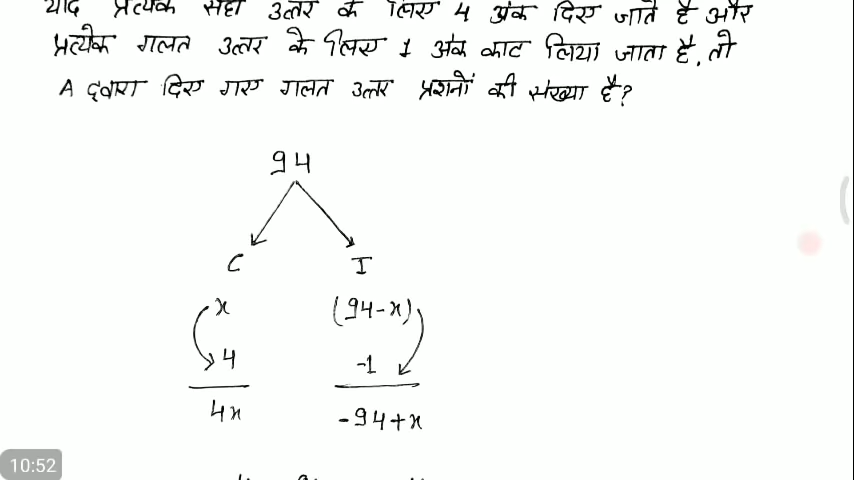 यदि प्रत्येक सही उत्तर के लिए 4 अंक दिए जाते हैं और
प्रत्येक गलत उत्तर के लिए 1 अंक काट लिया जाता है, तो
A द्वारा दिए गए गलत उत्तर प्रश्नों की संख्या है?
94
C I
x (94-x)
4 -1
4x -94+x
10:52